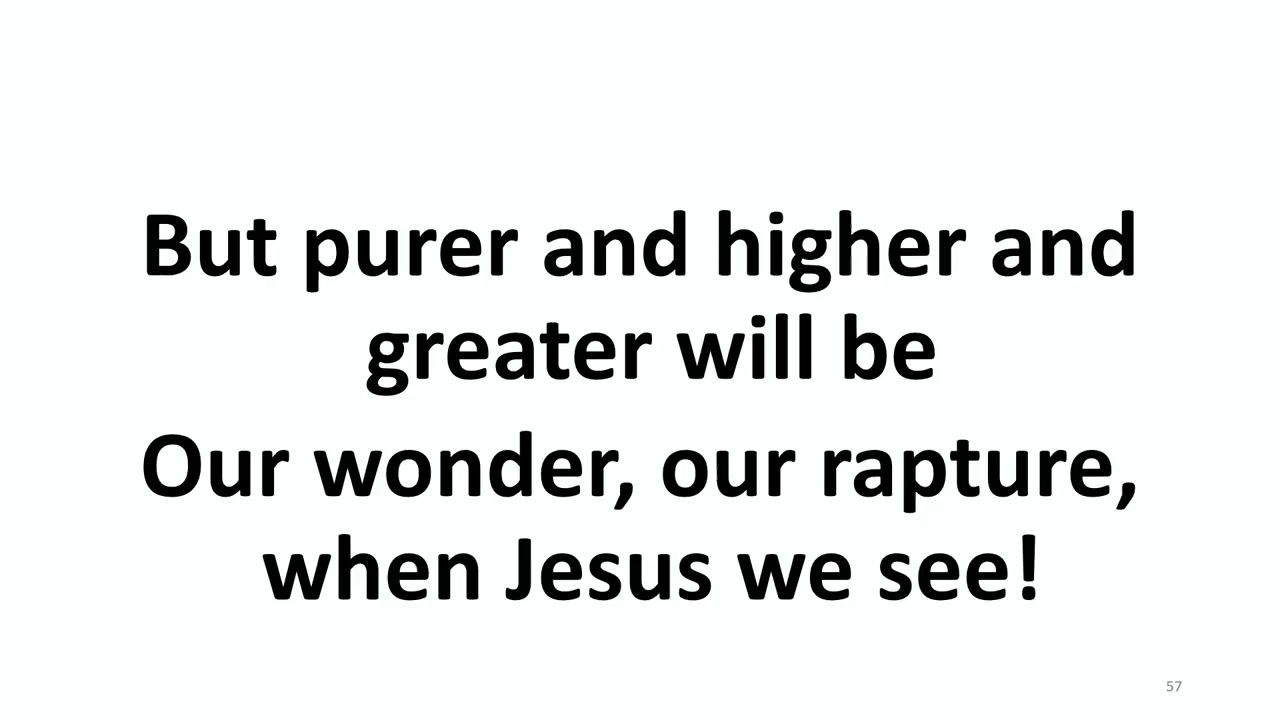 But purer and higher and
greater will be
Our wonder, our rapture,
when Jesus we see!
57